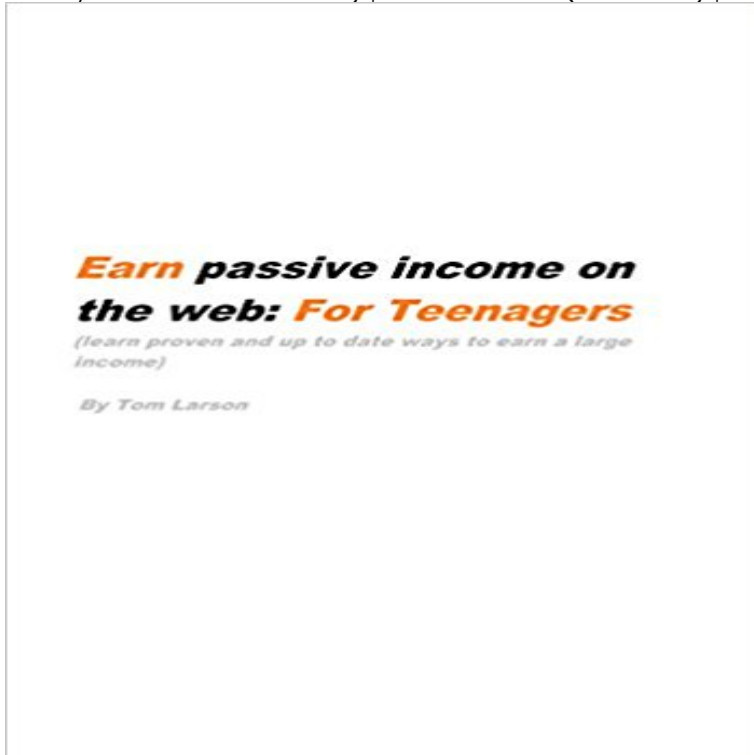 Earn passive income on
the web: For Teenagers
(learn proven and up to date ways to earn a large
income)
By Tom Larson